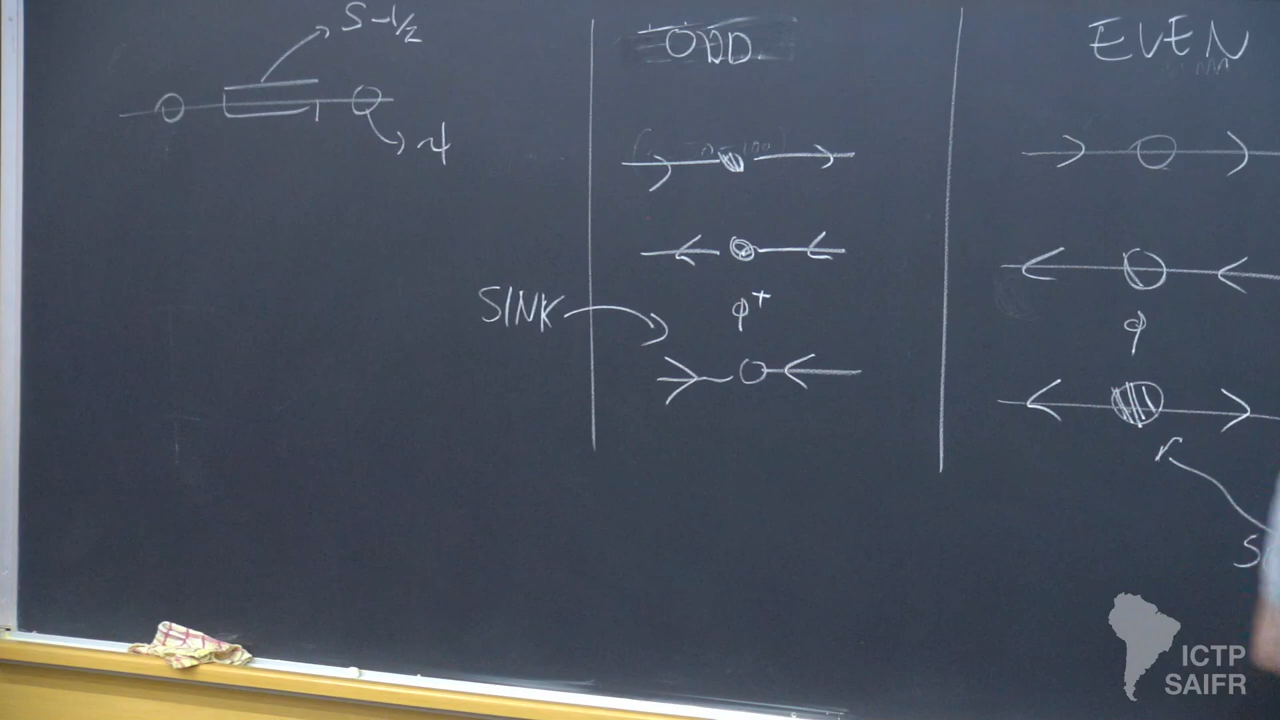 S-1/2
ψ
ODD
EVEN
SINK
φ†
φ
S
ICTP
SAIFR